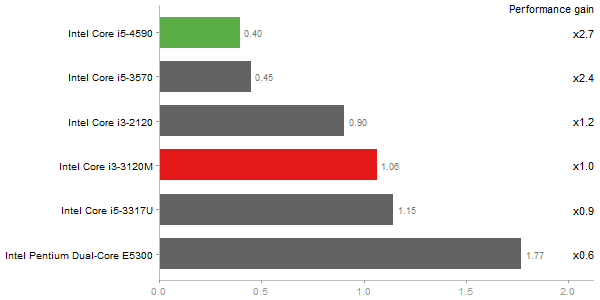 Performance gain
Intel Core i5-4590 0.40 x2.7
Intel Core i5-3570 0.45 x2.4
Intel Core i3-2120 0.90 x1.2
Intel Core i3-3120M 1.06 x1.0
Intel Core i5-3317U 1.15 x0.9
Intel Pentium Dual-Core E5300 1.77 x0.6
0.0 0.5 1.0 1.5 2.0